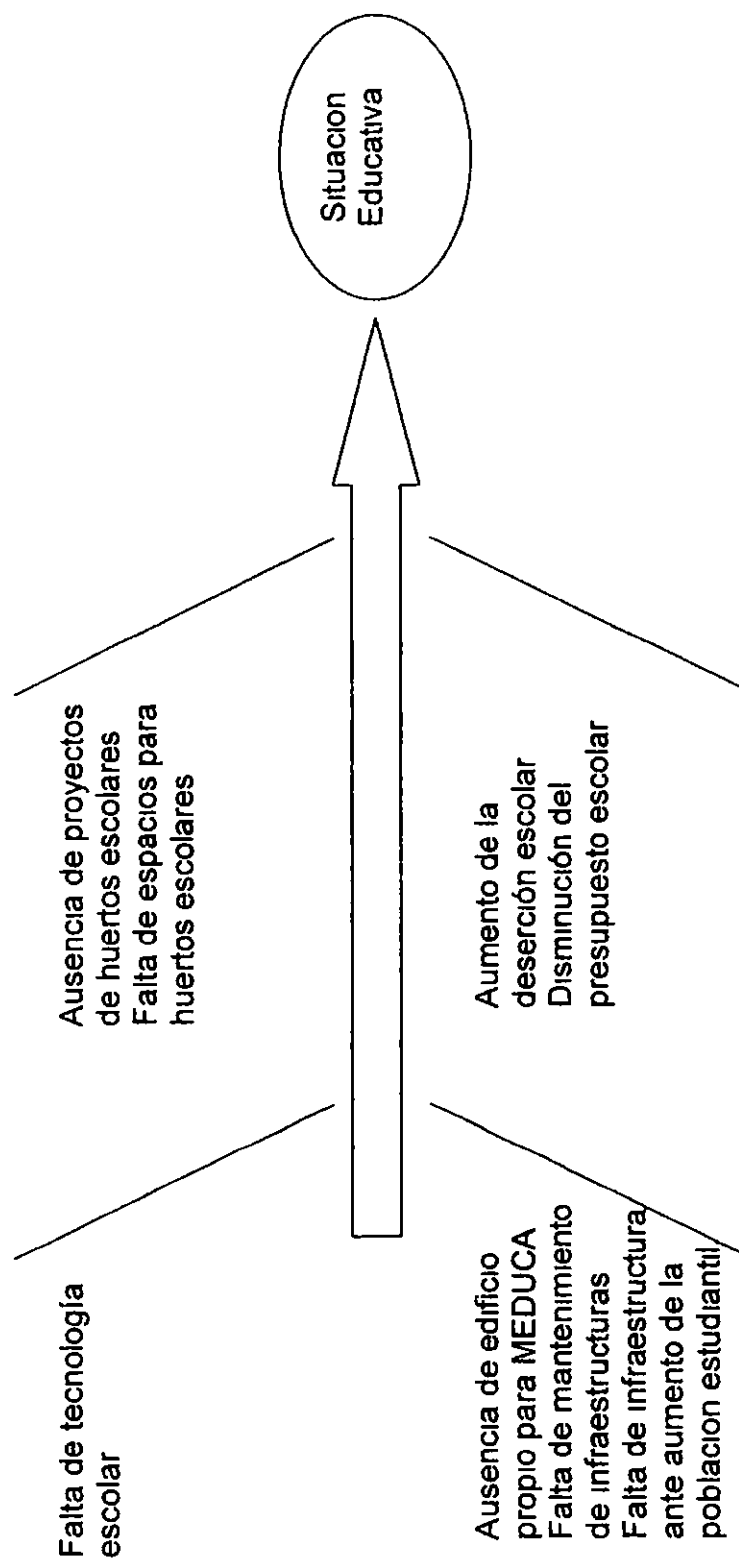 Falta de tecnología
escolar
Ausencia de proyectos
de huertos escolares
Falta de espacios para
huertos escolares
Situacion
Educativa
Ausencia de edificio
propio para MEDUCA
Falta de mantenimiento
de infraestructuras
Falta de infraestructura
ante aumento de la
poblacion estudiantil
Aumento de la
deserción escolar
Disminución del
presupuesto escolar